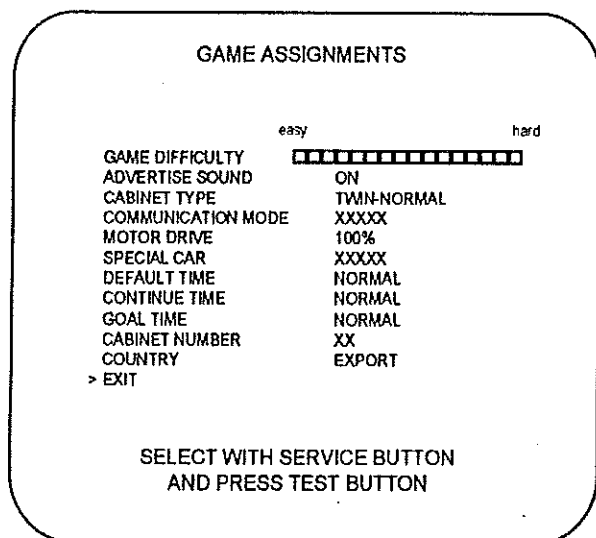 GAME ASSIGNMENTS
easy hard
GAME DIFFICULTY
ADVERTISE SOUND ON
CABINET TYPE TWIN-NORMAL
COMMUNICATION MODE XXXXX
MOTOR DRIVE 100%
SPECIAL CAR XXXXX
DEFAULT TIME NORMAL
CONTINUE TIME NORMAL
GOAL TIME NORMAL
CABINET NUMBER XX
COUNTRY EXPORT
> EXIT
SELECT WITH SERVICE BUTTON
AND PRESS TEST BUTTON